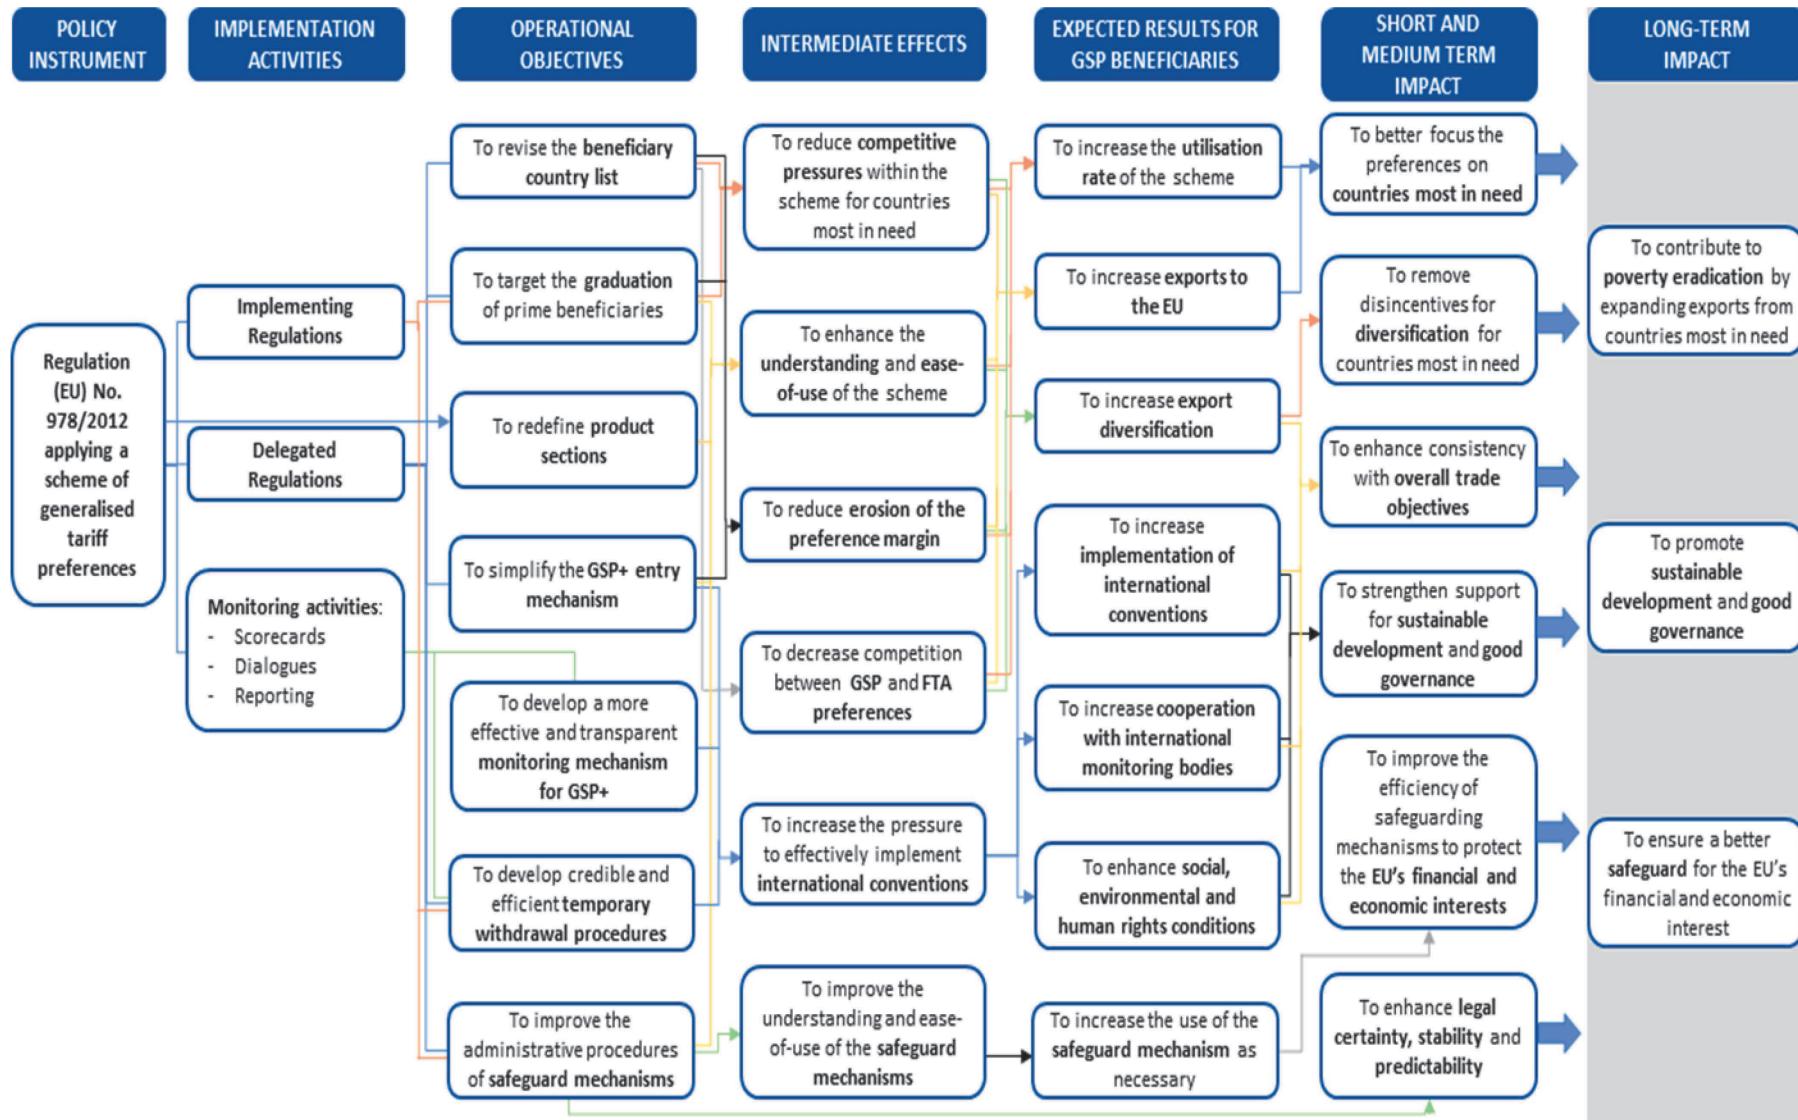 POLICY
INSTRUMENT
IMPLEMENTATION
ACTIVITIES
OPERATIONAL
OBJECTIVES
INTERMEDIATE EFFECTS
EXPECTED RESULTS FOR
GSP BENEFICIARIES
SHORT AND
MEDIUM TERM
IMPACT
LONG-TERM
IMPACT
Regulation
(EU) No.
978/2012
applying a
scheme of
generalised
tariff
preferences
Implementing
Regulations
Delegated
Regulations
Monitoring activities:
- Scorecards
- Dialogues
- Reporting
To revise the beneficiary
country list
To target the graduation
of prime beneficiaries
To redefine product
sections
To simplify the GSP+ entry
mechanism
To develop a more
effective and transparent
monitoring mechanism
for GSP+
To develop credible and
efficient temporary
withdrawal procedures
To improve the
administrative procedures
of safeguard mechanisms
To reduce competitive
pressures within the
scheme for countries
most in need
To enhance the
understanding and ease-
of-use of the scheme
To reduce erosion of the
preference margin
To decrease competition
between GSP and FTA
preferences
To increase the pressure
to effectively implement
international conventions
To improve the
understanding and ease-
of-use of the safeguard
mechanisms
To increase the utilisation
rate of the scheme
To increase exports to
the EU
To increase export
diversification
To increase
implementation of
international
conventions
To increase cooperation
with international
monitoring bodies
To enhance social,
environmental and
human rights conditions
To increase the use of the
safeguard mechanism as
necessary
To better focus the
preferences on
countries most in need
To remove
disincentives for
diversification for
countries most in need
To enhance consistency
with overall trade
objectives
To strengthen support
for sustainable
development and good
governance
To improve the
efficiency of
safeguarding
mechanisms to protect
the EU's financial and
economic interests
To enhance legal
certainty, stability and
predictability
To contribute to
poverty eradication by
expanding exports from
countries most in need
To promote
sustainable
development and good
governance
To ensure a better
safeguard for the EU's
financial and economic
interest